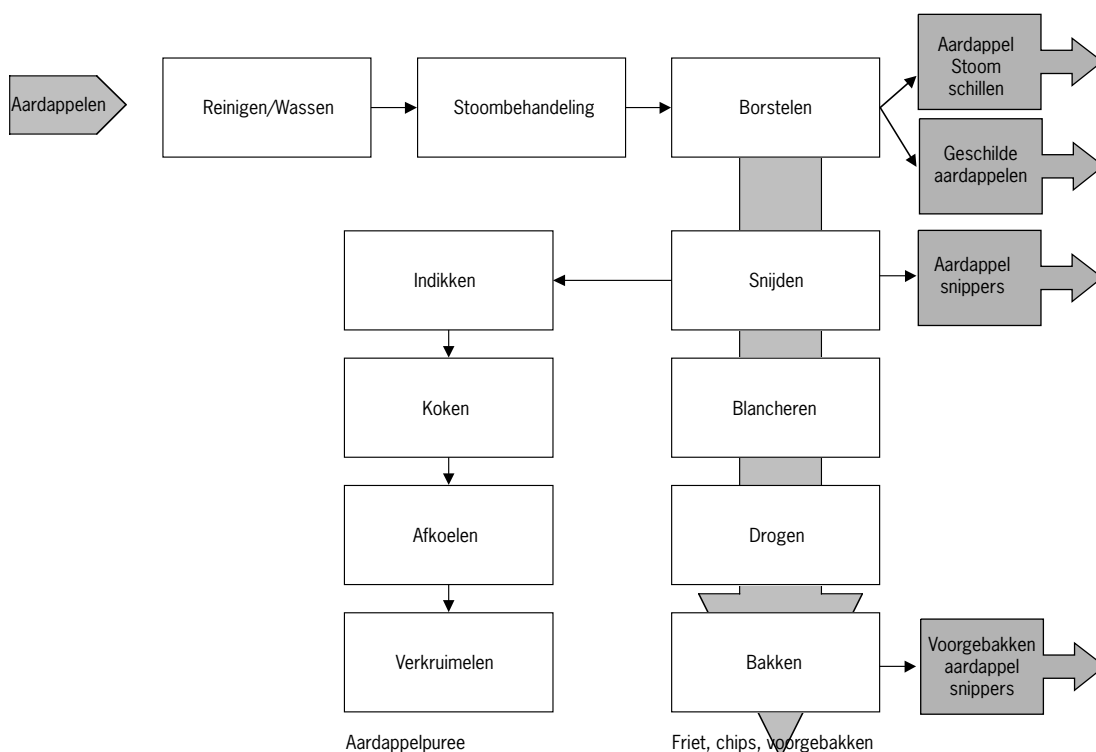 Aardappelen
Reinigen/Wassen
Stoombehandeling
Borstelen
Aardappel
Stoom
schillen
Geschilde
aardappelen
Indikken
Snijden
Aardappel
snippers
Koken
Blancheren
Afkoelen
Drogen
Verkruimelen
Bakken
Voorgebakken
aardappel
snippers
Aardappelpuree
Friet, chips, voorgebakken